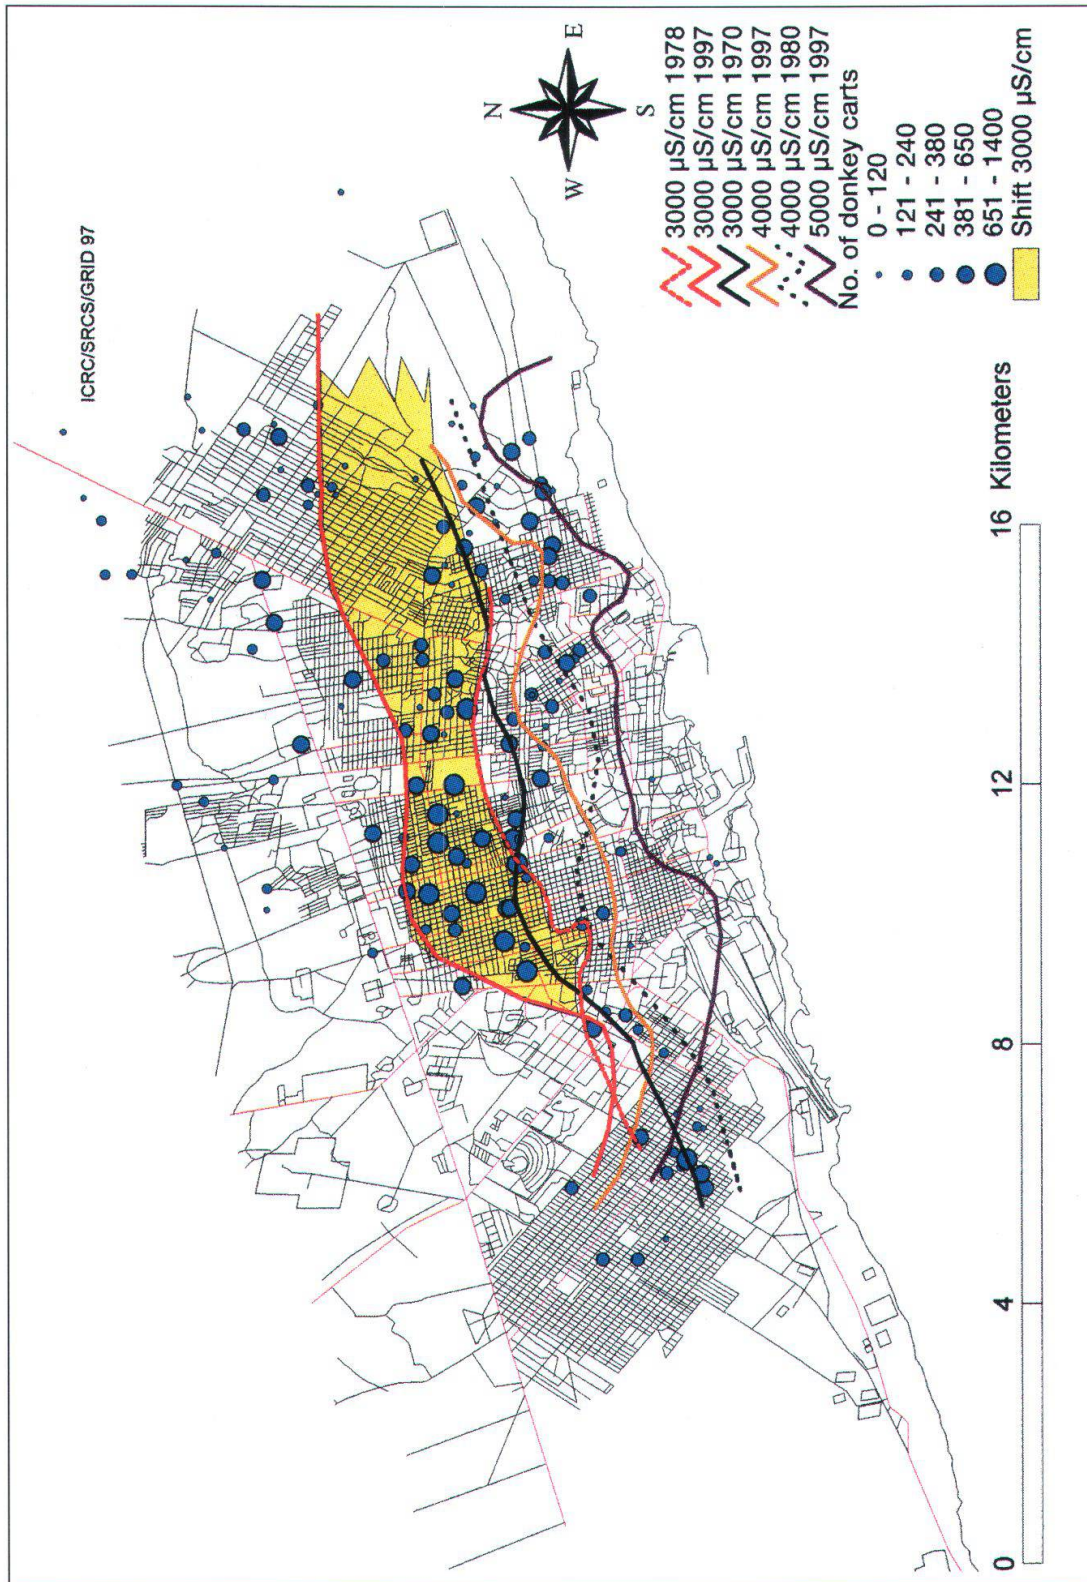 ICRC/SRCS/GRID 97
N
W E
S
3000 µS/cm 1978
3000 µS/cm 1997
3000 µS/cm 1970
4000 µS/cm 1997
4000 µS/cm 1980
5000 µS/cm 1997
No. of donkey carts
0 - 120
121 - 240
241 - 380
381 - 650
651 - 1400
Shift 3000 µS/cm
0 4 8 12 16 Kilometers